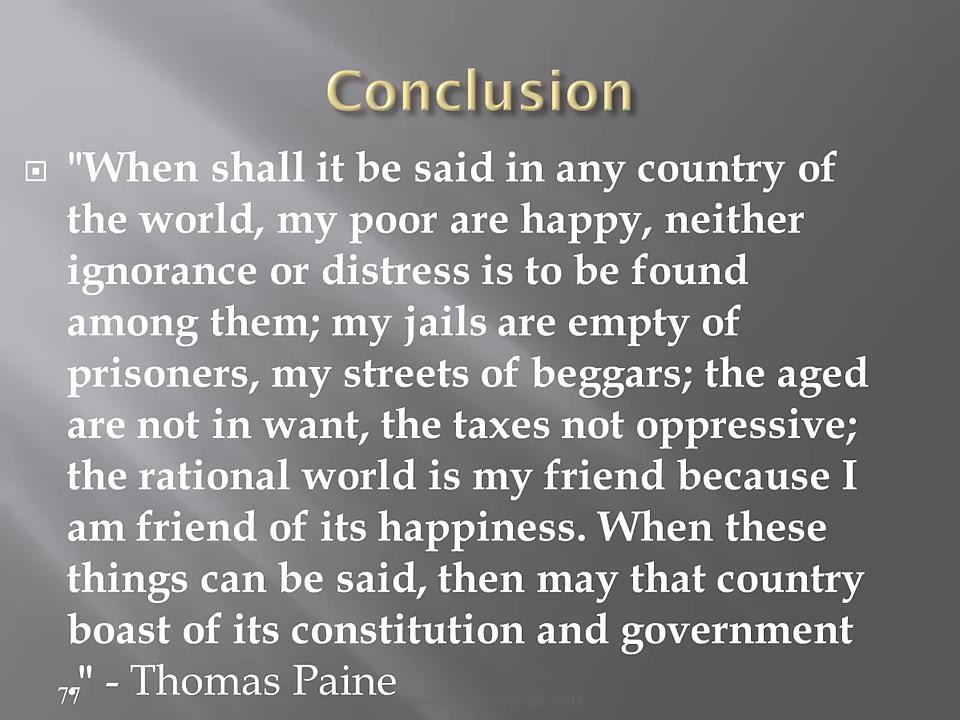 Conclusion
"When shall it be said in any country of
the world, my poor are happy, neither
ignorance or distress is to be found
among them; my jails are empty of
prisoners, my streets of beggars; the aged
are not in want, the taxes not oppressive;
the rational world is my friend because I
am friend of its happiness. When these
things can be said, then may that country
boast of its constitution and government
." - Thomas Paine
77